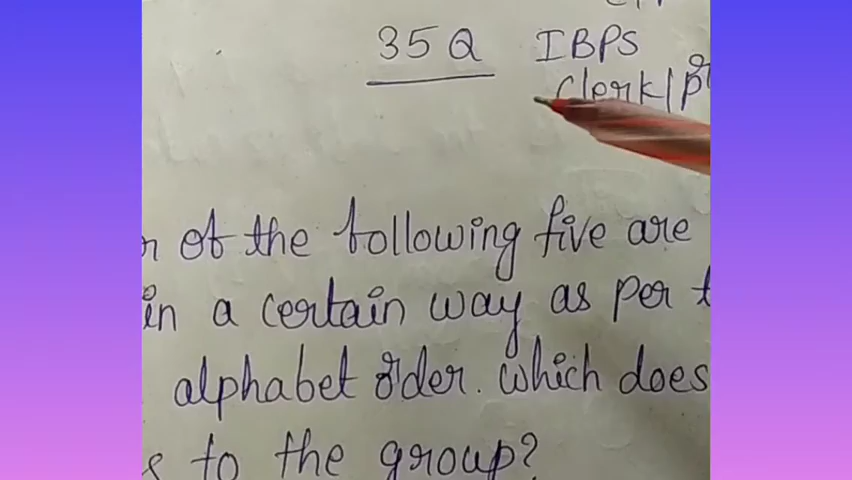 35 Q IBPS
Clerk/
of the following five are
in a certain way as per
alphabet order. which does
to the group?